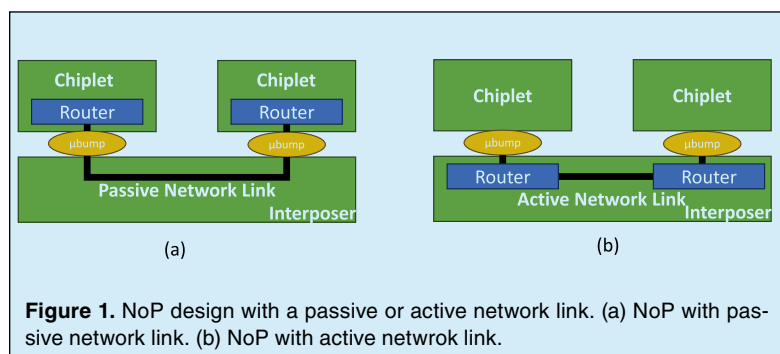 Chiplet Chiplet
Router Router
µbump µbump
Passive Network Link
Interposer
(a)
Chiplet Chiplet
µbump µbump
Router Router
Active Network Link
Interposer
(b)
Figure 1. NoP design with a passive or active network link. (a) NoP with pas-
sive network link. (b) NoP with active netwrok link.